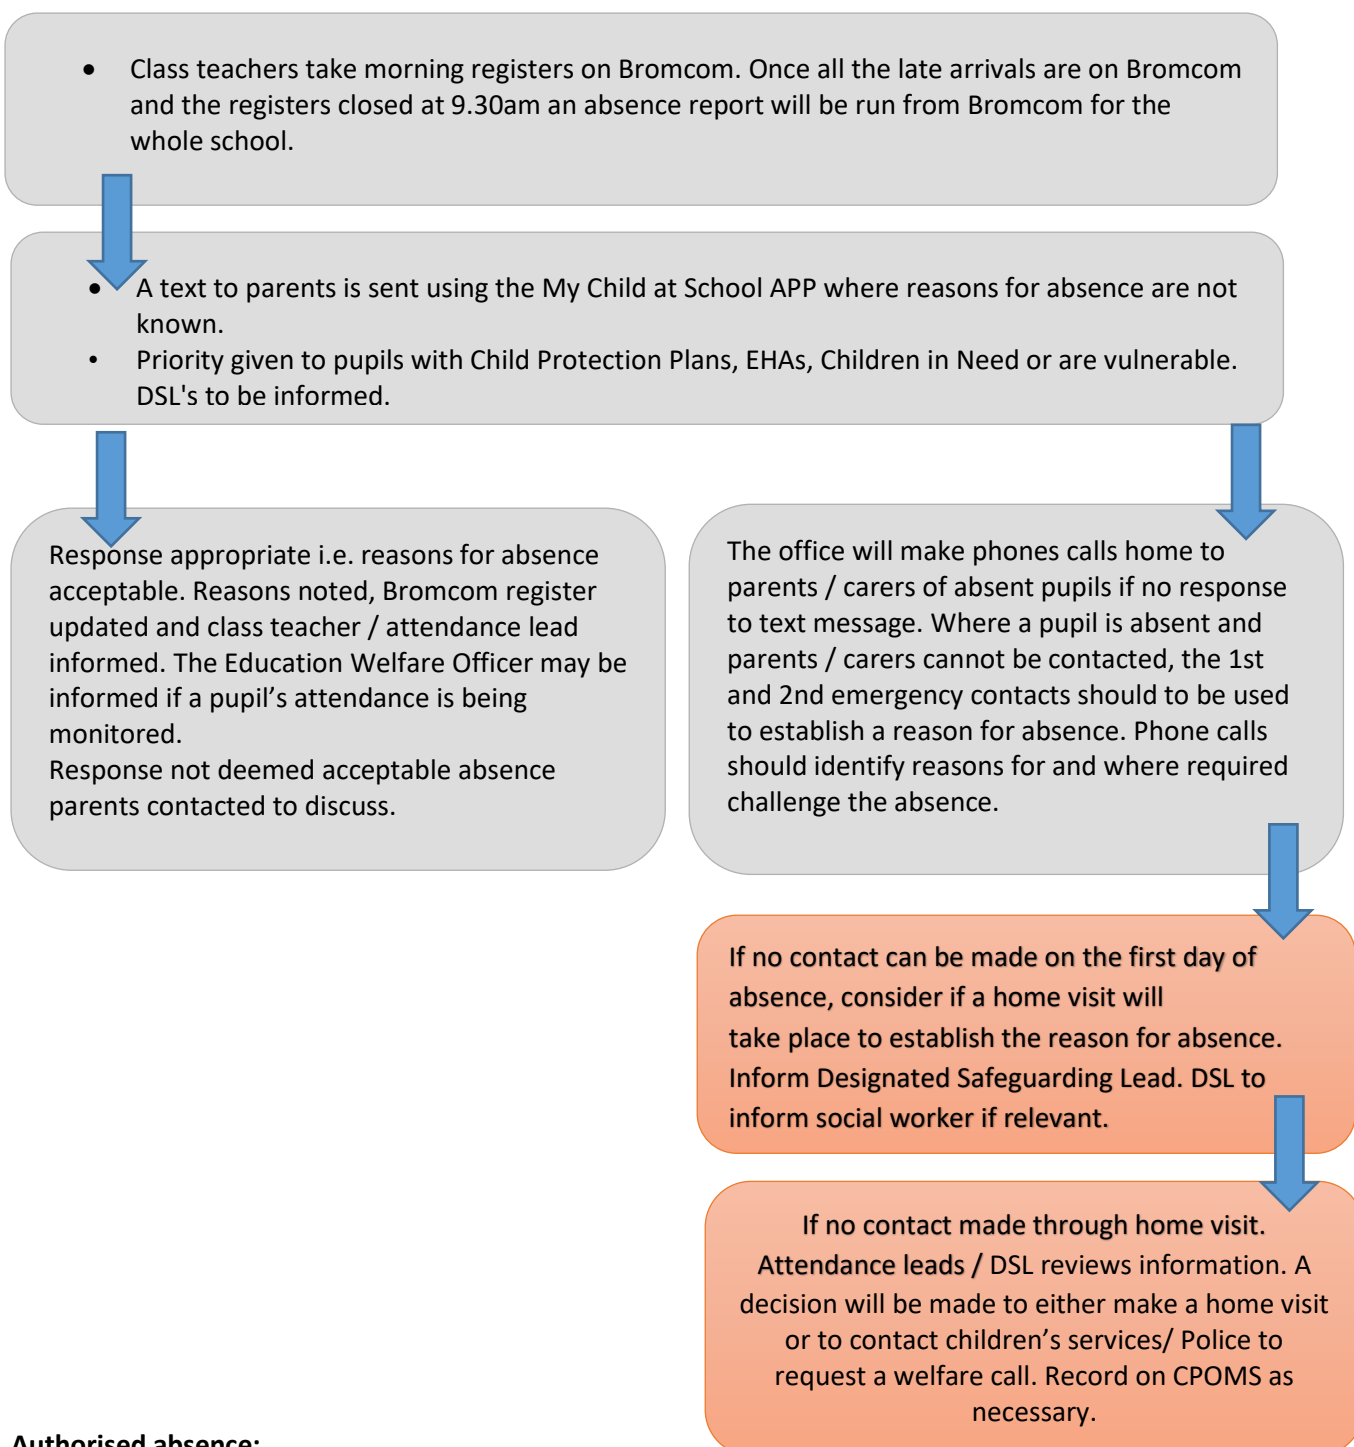 • Class teachers take morning registers on Bromcom. Once all the late arrivals are on Bromcom
and the registers closed at 9.30am an absence report will be run from Bromcom for the
whole school.
• A text to parents is sent using the My Child at School APP where reasons for absence are not
known.
• Priority given to pupils with Child Protection Plans, EHAs, Children in Need or are vulnerable.
DSL's to be informed.
Response appropriate i.e. reasons for absence
acceptable. Reasons noted, Bromcom register
updated and class teacher / attendance lead
informed. The Education Welfare Officer may be
informed if a pupil’s attendance is being
monitored.
Response not deemed acceptable absence
parents contacted to discuss.
The office will make phones calls home to
parents / carers of absent pupils if no response
to text message. Where a pupil is absent and
parents / carers cannot be contacted, the 1st
and 2nd emergency contacts should to be used
to establish a reason for absence. Phone calls
should identify reasons for and where required
challenge the absence.
If no contact can be made on the first day of
absence, consider if a home visit will
take place to establish the reason for absence.
Inform Designated Safeguarding Lead. DSL to
inform social worker if relevant.
If no contact made through home visit.
Attendance leads / DSL reviews information. A
decision will be made to either make a home visit
or to contact children’s services/ Police to
request a welfare call. Record on CPOMS as
necessary.
Authorised absence: